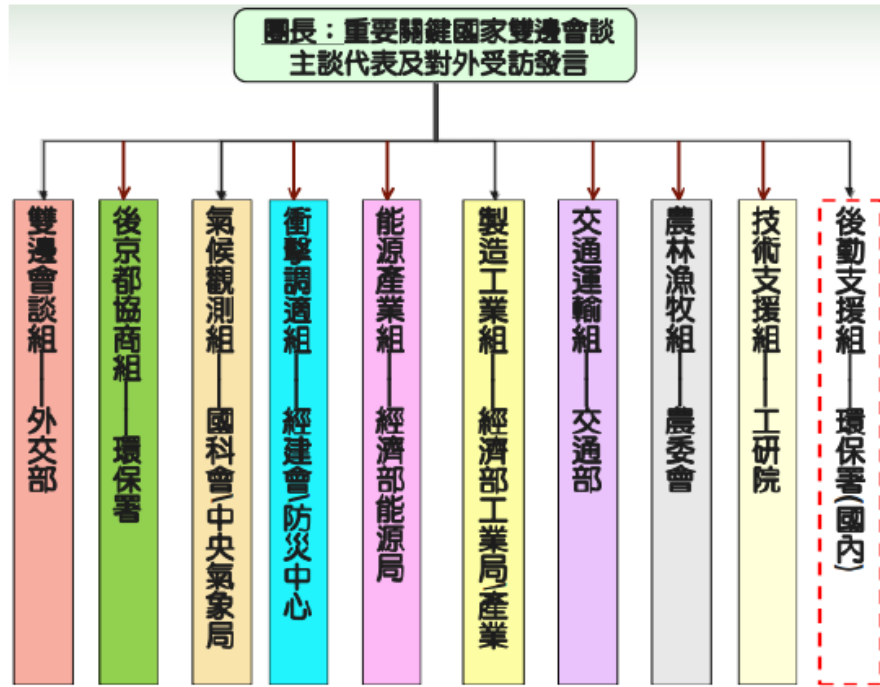 團長：重要關鍵國家雙邊會談
主談代表及對外受訪發言
雙邊會談組——外交部
後京都協商組——環保署
氣候觀測組——國科會/中央氣象局
衝擊調適組——經建會/防災中心
能源產業組——經濟部能源局
製造工業組——經濟部工業局/產業
交通運輸組——交通部
農林漁牧組——農委會
技術支援組——工研院
後勤支援組——環保署(國內)